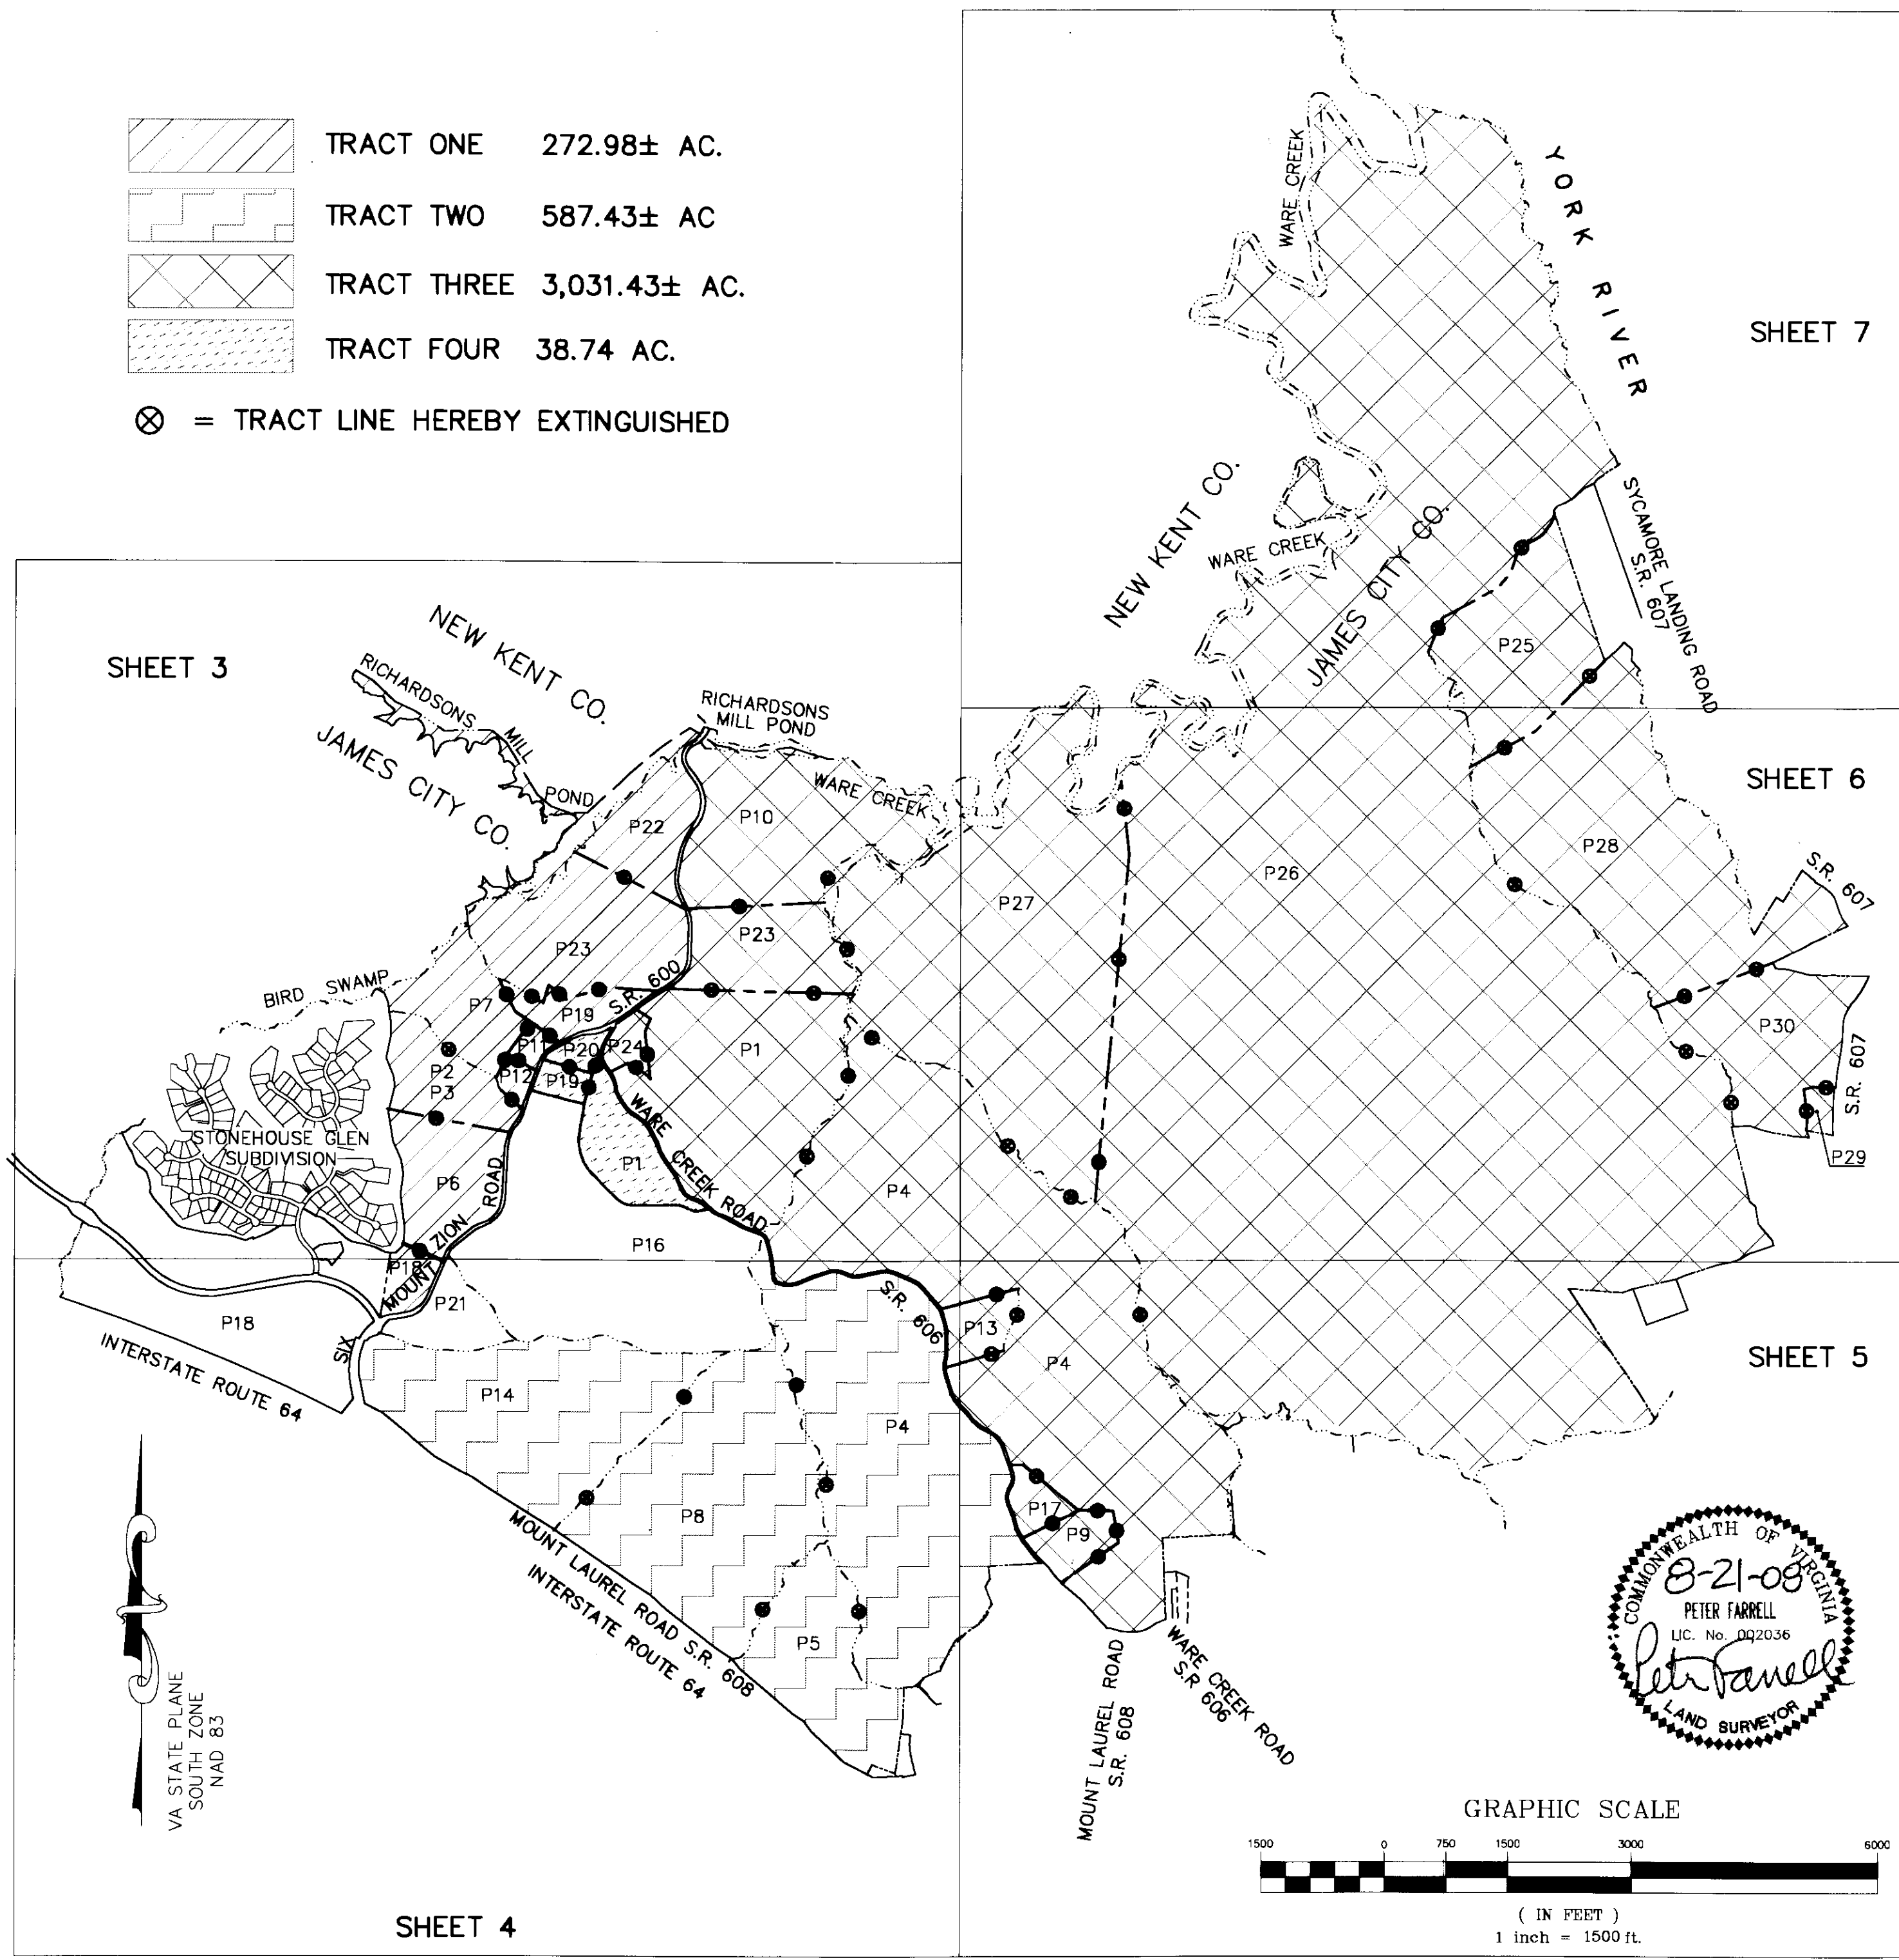 TRACT ONE 272.98± AC.
TRACT TWO 587.43± AC
TRACT THREE 3,031.43± AC.
TRACT FOUR 38.74 AC.
⊗ = TRACT LINE HEREBY EXTINGUISHED
SHEET 7
YORK RIVER
WARE CREEK
NEW KENT CO.
WARE CREEK
JAMES CITY CO.
SYCAMORE LANDING ROAD
S.R. 607
P25
SHEET 3
NEW KENT CO.
JAMES CITY CO.
RICHARDSONS
MILL
POND
RICHARDSONS
MILL POND
WARE CREEK
P22
P10
P23
P23
BIRD SWAMP
P7
P19
S.R. 600
P11
P20
P24
P2
P3
P12
P19
P1
P1
WARE
CREEK ROAD
STONEHOUSE GLEN
SUBDIVISION
P6
P4
P16
SIX
MOUNT
ZION
ROAD
P18
P21
P18
INTERSTATE ROUTE 64
SHEET 6
P27
P26
P28
S.R. 607
P30
S.R. 607
P29
SHEET 5
S.R.
606
P13
P4
P14
P4
P8
P17
P9
P5
MOUNT LAUREL ROAD S.R. 608
INTERSTATE ROUTE 64
MOUNT LAUREL ROAD
S.R. 608
WARE CREEK ROAD
S.R 606
VA STATE PLANE
SOUTH ZONE
NAD 83
SHEET 4
COMMONWEALTH OF VIRGINIA
8-21-08
PETER FARRELL
LIC. No. 002036
Peter Farrell
LAND SURVEYOR
GRAPHIC SCALE
1500 0 750 1500 3000 6000
( IN FEET )
1 inch = 1500 ft.